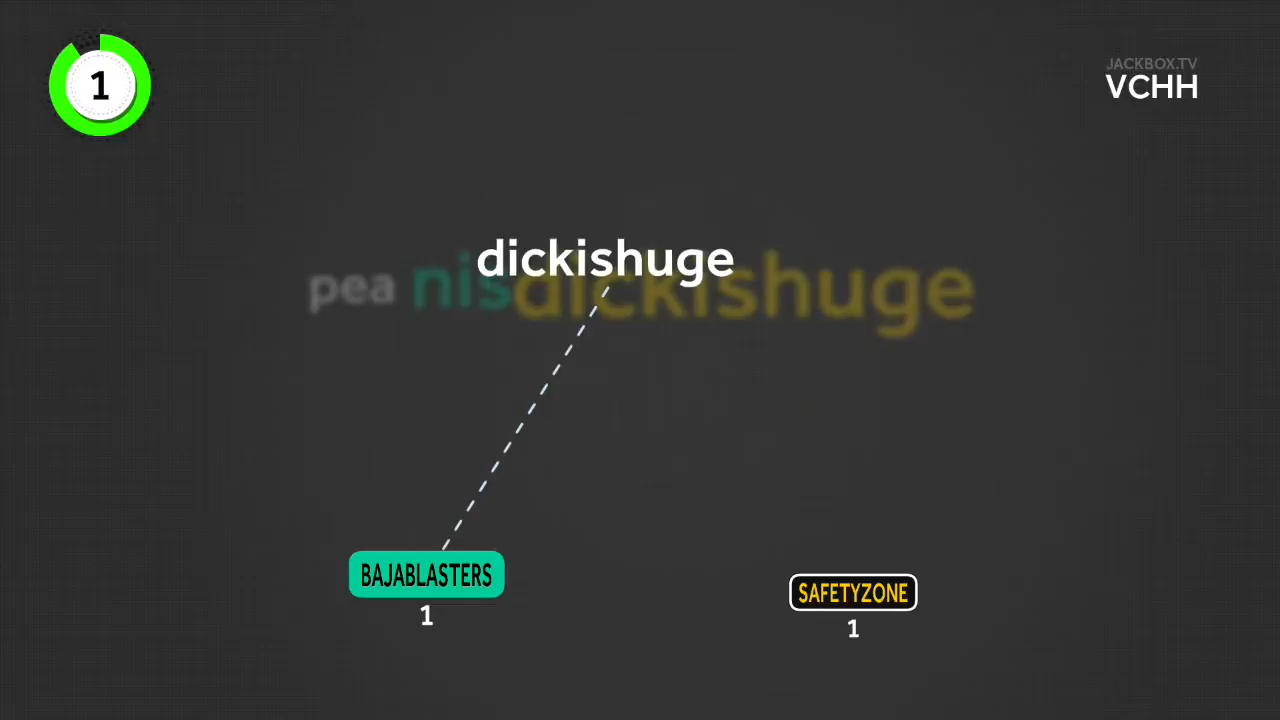 1
JACKBOX.TV
VCHH
dickishuge
pea nisdickishuge
BAJABLASTERS
1
SAFETYZONE
1